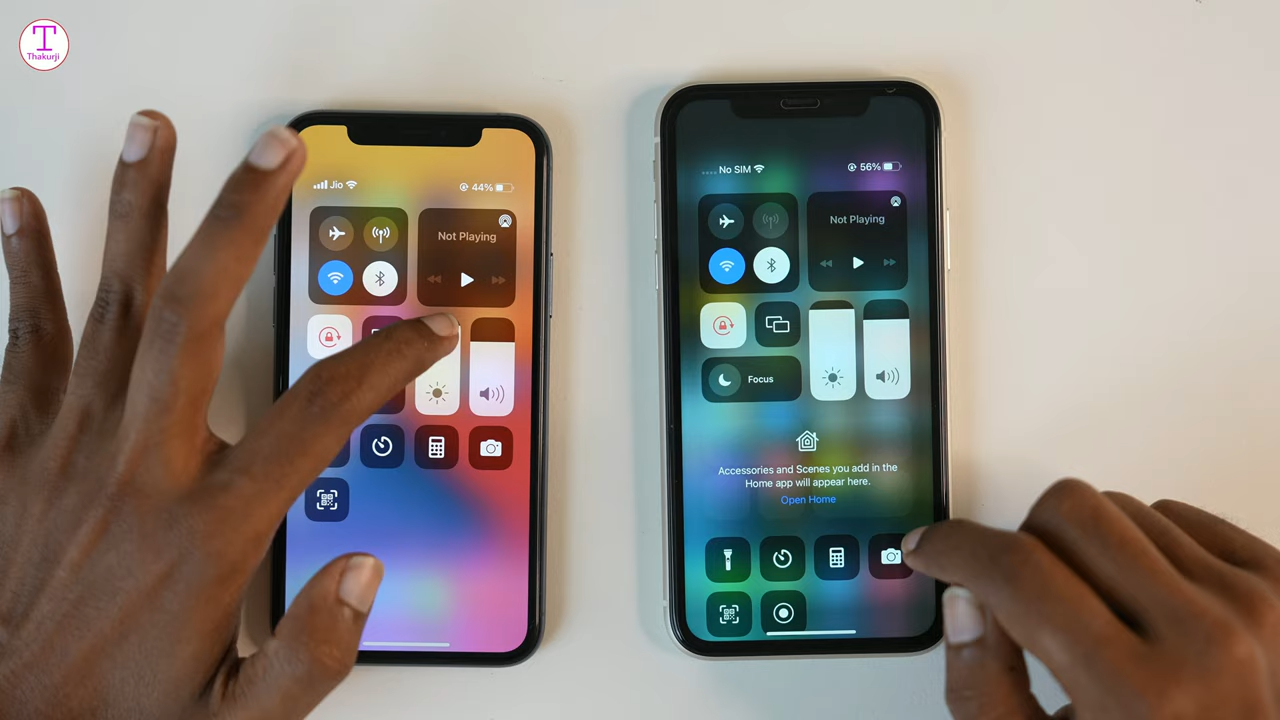 T
Thakurji
Jio
44%
Not Playing
No SIM
56%
Not Playing
Focus
Accessories and Scenes you add in the
Home app will appear here.
Open Home